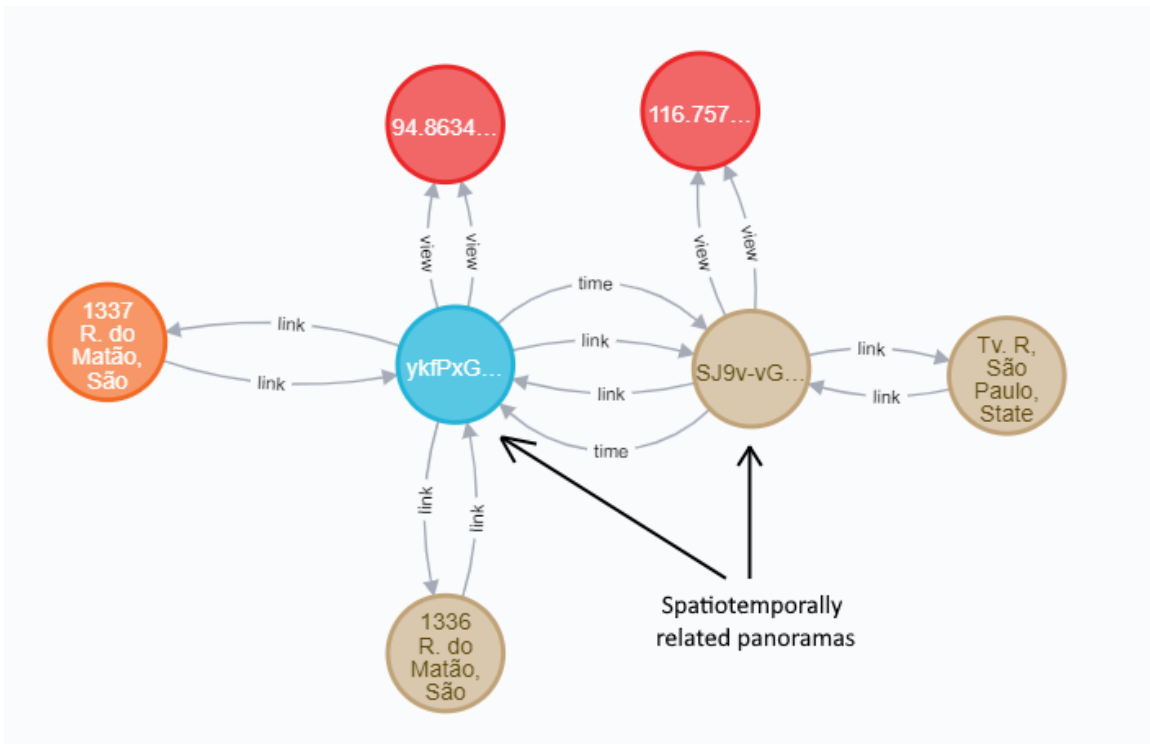 94.8634...
116.757...
view
view
view
view
1337
R. do
Matão,
São
link
link
time
link
link
time
ykfPxG...
SJ9v-vG...
link
link
Tv. R,
São
Paulo,
State
link
link
1336
R. do
Matão,
São
Spatiotemporally
related panoramas